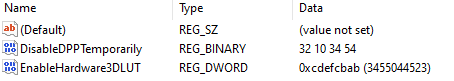 Name Type Data
(Default) REG_SZ (value not set)
DisableDPPTemporarily REG_BINARY 32 10 34 54
EnableHardware3DLUT REG_DWORD 0xcdefcbab (3455044523)